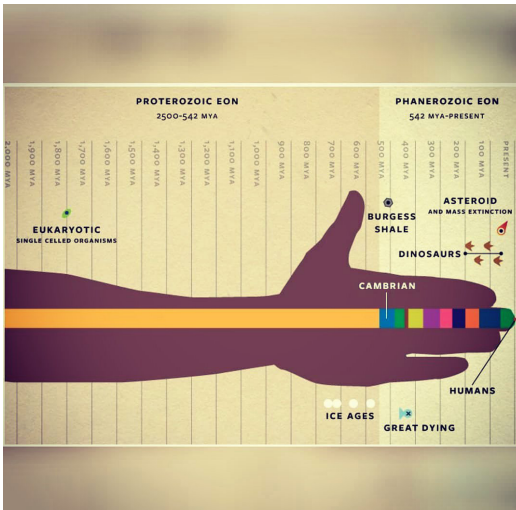 PROTEROZOIC EON
2500-542 MYA
PHANEROZOIC EON
542 MYA-PRESENT
2,000 MYA
1,900 MYA
1,800 MYA
1,700 MYA
1,600 MYA
1,500 MYA
1,400 MYA
1,300 MYA
1,200 MYA
1,100 MYA
1,000 MYA
900 MYA
800 MYA
700 MYA
600 MYA
500 MYA
400 MYA
300 MYA
200 MYA
100 MYA
PRESENT
EUKARYOTIC
SINGLE CELLED ORGANISMS
BURGESS
SHALE
ASTEROID
AND MASS EXTINCTION
DINOSAURS
CAMBRIAN
HUMANS
ICE AGES
GREAT DYING